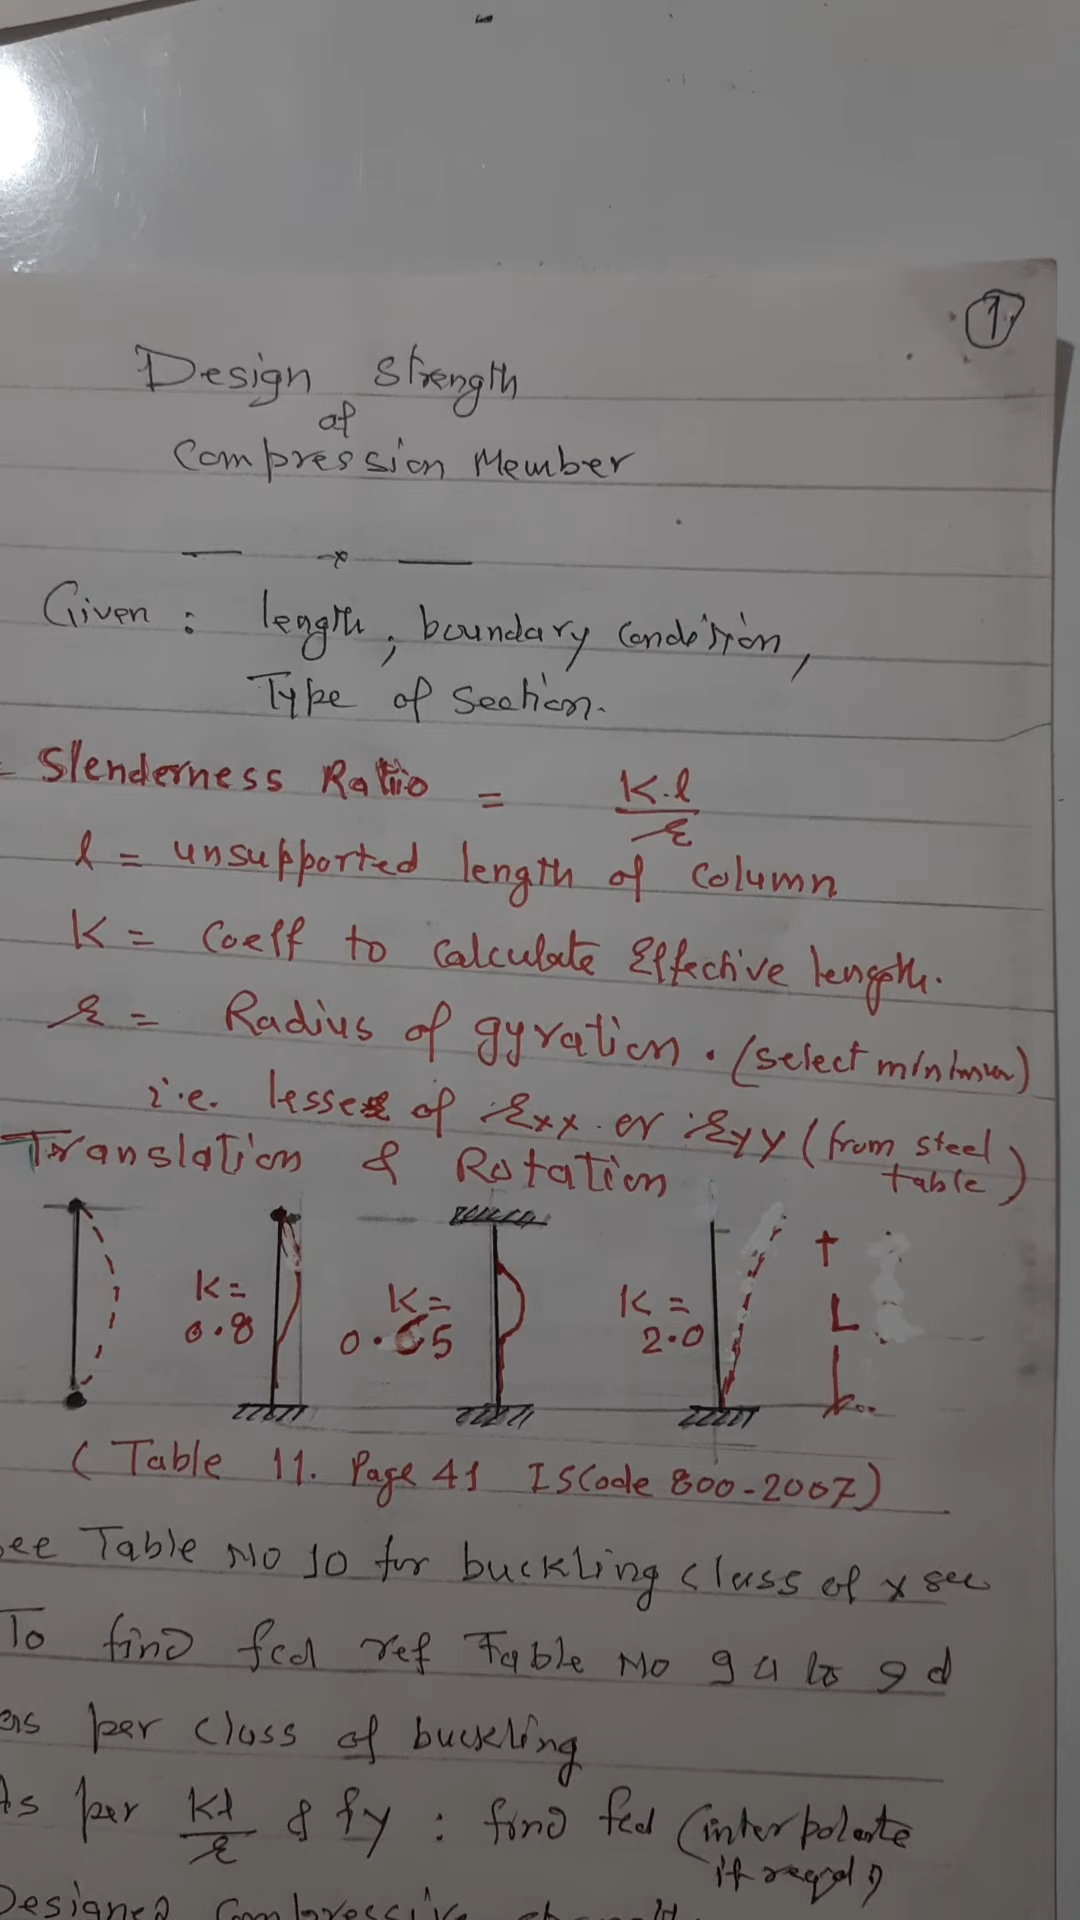 1
Design strength
of
Compression Member
Given : length, boundary condition,
Type of section.
Slenderness Ratio = K.l / r
l = unsupported length of column
K = Coeff to calculate Effective length.
r = Radius of gyration. (select minimum)
i.e. lesser of rxx or ryy (from steel
table)
Translation & Rotation
K = 0.8
K = 0.65
K = 2.0
(Table 11. Page 41 IS Code 800-2007)
See Table No 10 for buckling class of x sec
To find fcd ref Table No 9a to 9d
as per class of buckling
As per Kl / r & fy : find fcd (interpolate
if reqd)
Designed Compressive